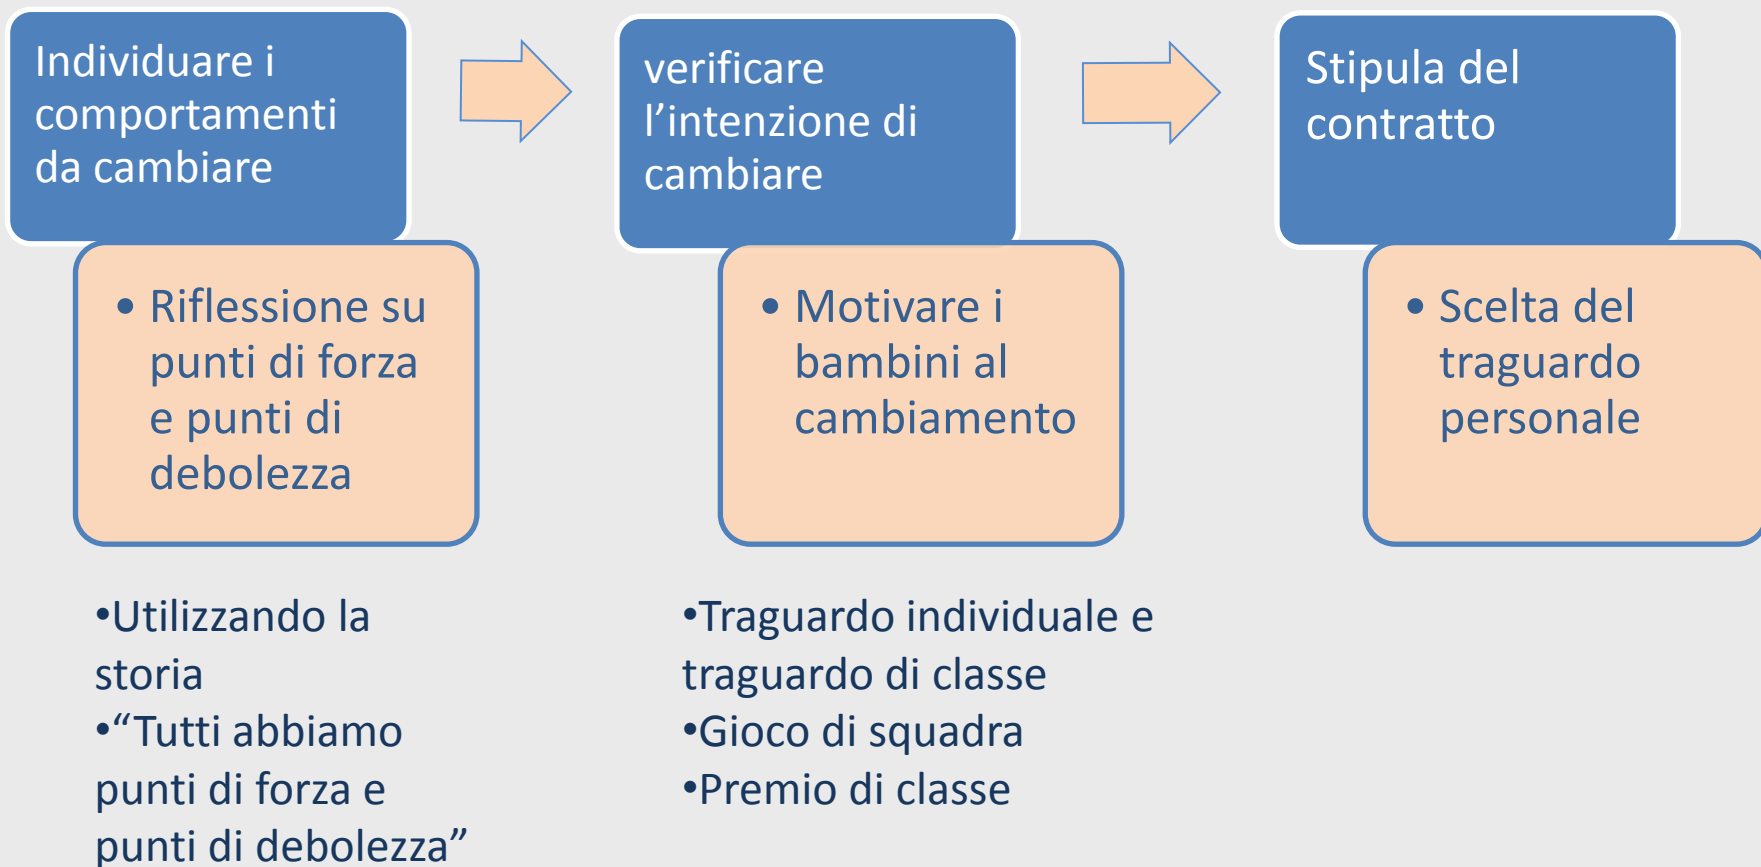 Individuare i
comportamenti
da cambiare
• Riflessione su
punti di forza
e punti di
debolezza
•Utilizzando la
storia
•“Tutti abbiamo
punti di forza e
punti di debolezza”
verificare
l’intenzione di
cambiare
• Motivare i
bambini al
cambiamento
•Traguardo individuale e
traguardo di classe
•Gioco di squadra
•Premio di classe
Stipula del
contratto
• Scelta del
traguardo
personale